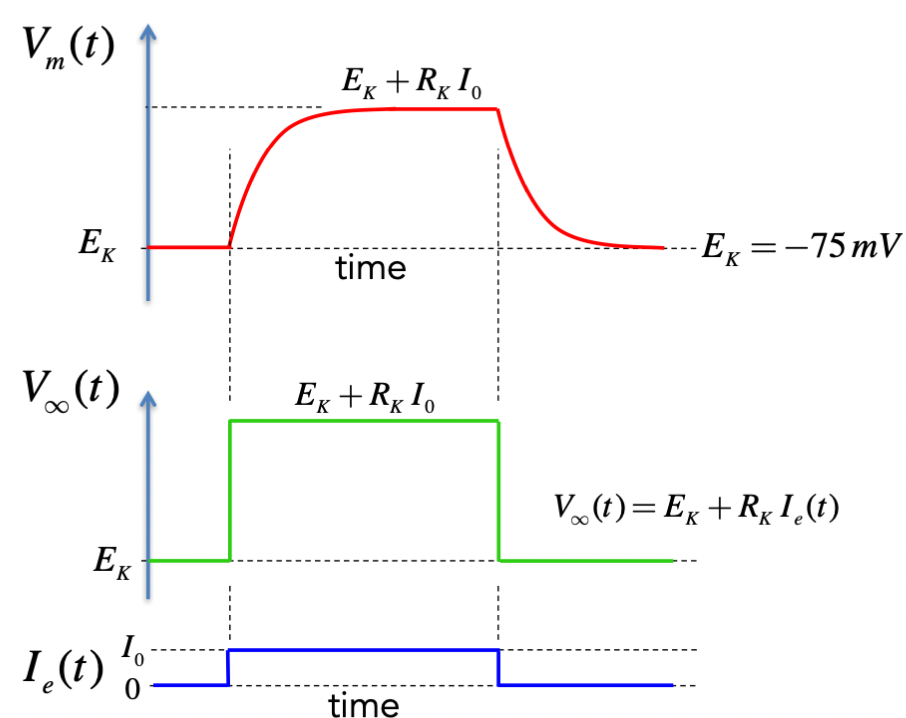 V_m(t)
E_K + R_K I_0
E_K
time
E_K = −75 mV
V_∞(t)
E_K + R_K I_0
V_∞(t) = E_K + R_K I_e(t)
E_K
I_0
I_e(t)
0
time